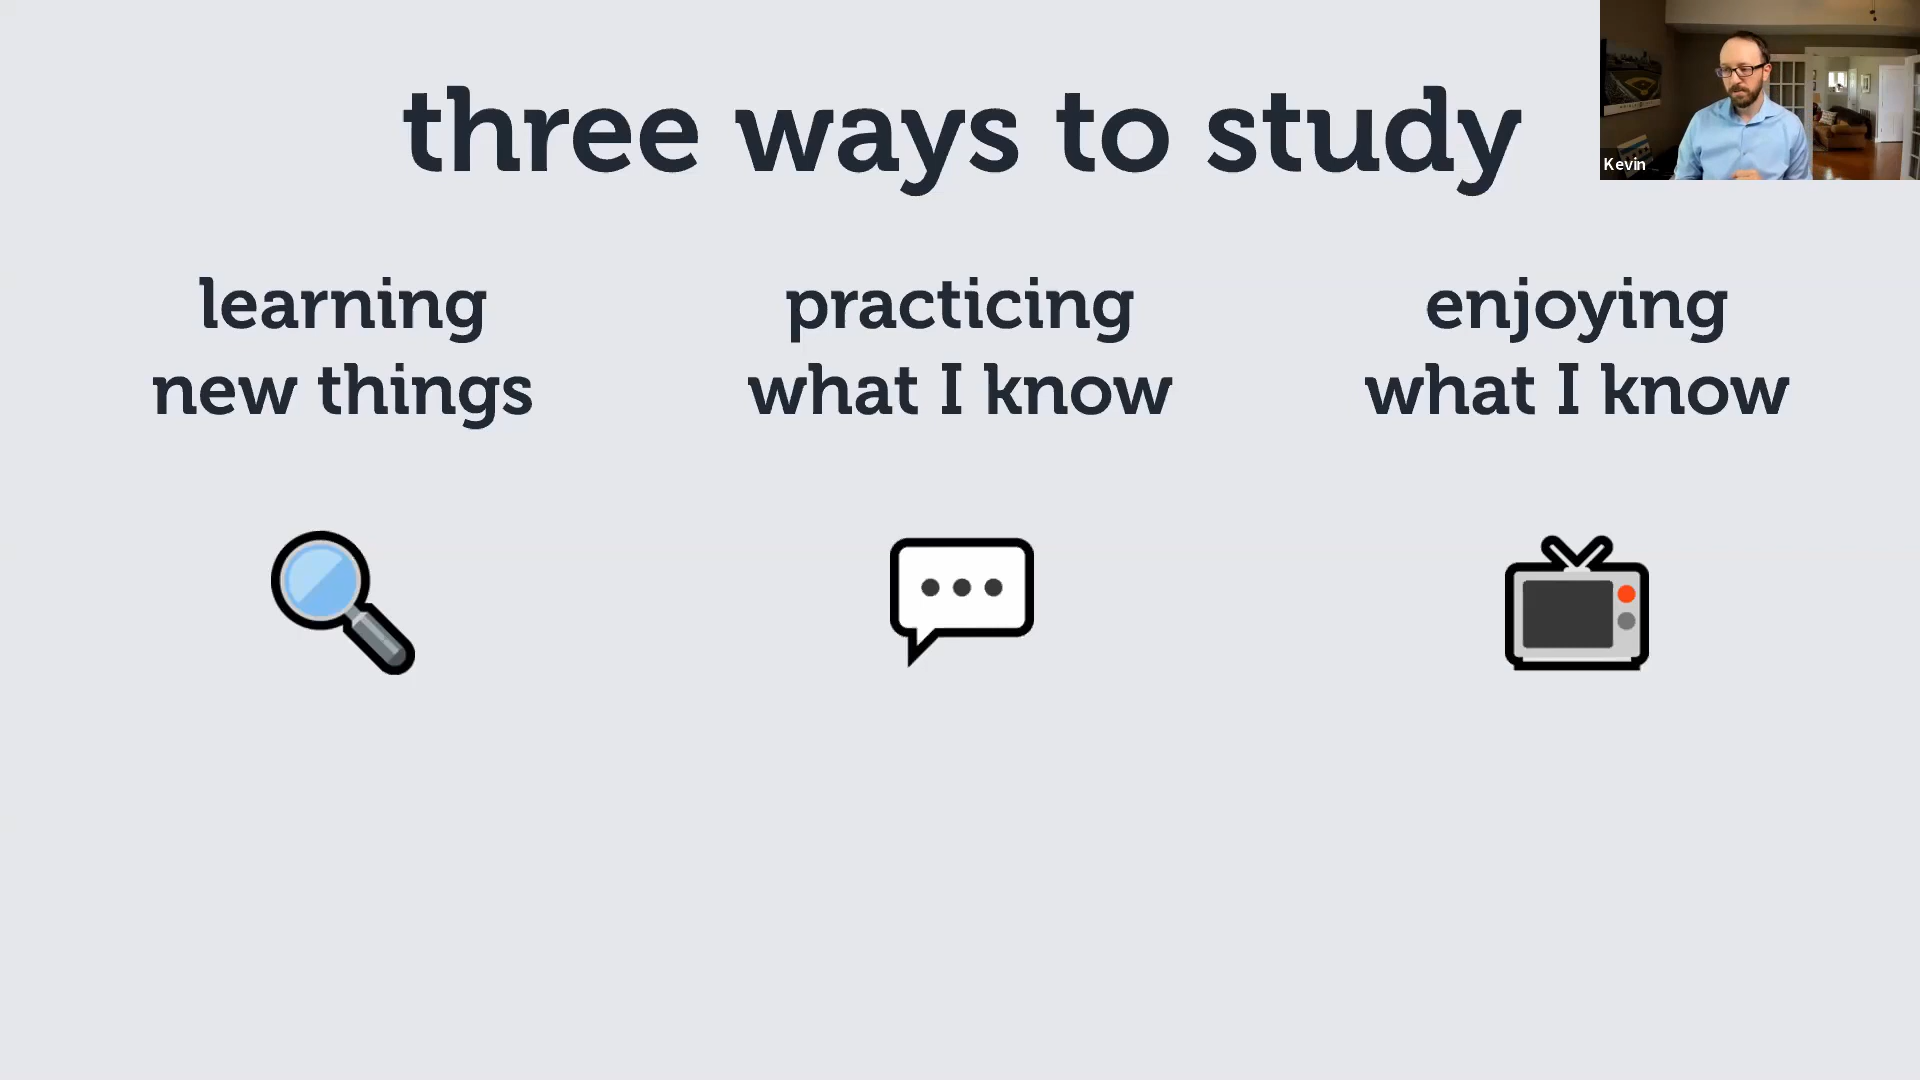 three ways to study
Kevin
learning
new things
practicing
what I know
enjoying
what I know